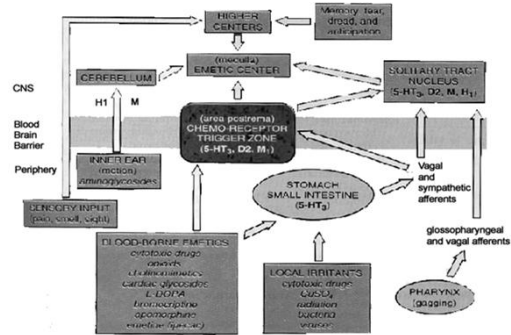 HIGHER
CENTERS
Memory, fear,
dread, and
anticipation
(medulla)
EMETIC CENTER
CEREBELLUM
SOLITARY TRACT
NUCLEUS
(5-HT3, D2, M, H1)
CNS
H1 M
(area postrema)
CHEMO-RECEPTOR
TRIGGER ZONE
(5-HT3, D2, M1)
Blood
Brain
Barrier
Periphery
INNER EAR
(motion)
Aminoglycosides
STOMACH
SMALL INTESTINE
(5-HT3)
Vagal
and
sympathetic
afferents
SENSORY INPUT
(pain, smell, sight)
BLOOD-BORNE EMETICS
cytotoxic drugs
opioids
cholinomimetics
cardiac glycosides
L-DOPA
bromocriptine
apomorphine
emetine (ipecac)
LOCAL IRRITANTS
cytotoxic drugs
CuSO4
radiation
bacteria
viruses
glossopharyngeal
and vagal afferents
PHARYNX
(gagging)